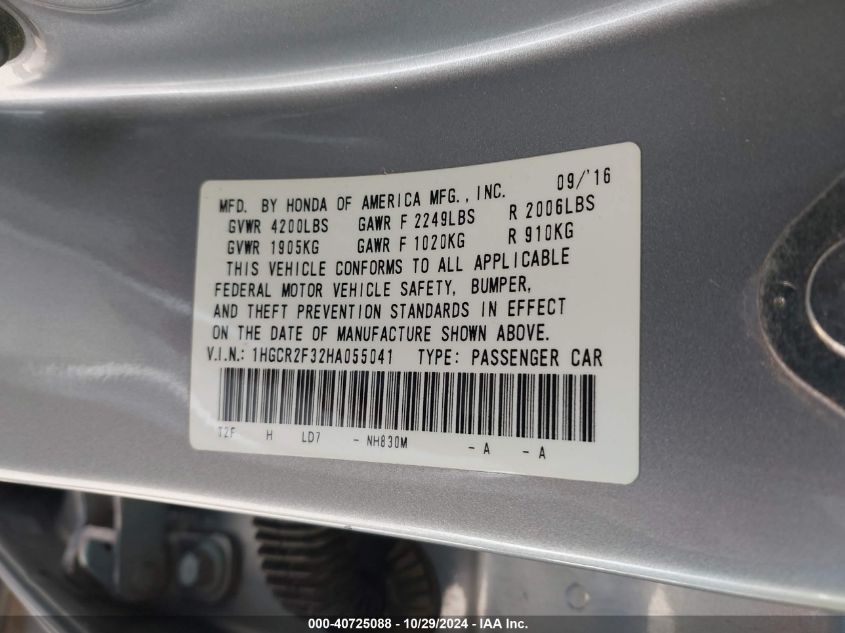 MFD. BY HONDA OF AMERICA MFG., INC. 09/'16
GVWR 4200LBS GAWR F 2249LBS R 2006LBS
GVWR 1905KG GAWR F 1020KG R 910KG
THIS VEHICLE CONFORMS TO ALL APPLICABLE
FEDERAL MOTOR VEHICLE SAFETY, BUMPER,
AND THEFT PREVENTION STANDARDS IN EFFECT
ON THE DATE OF MANUFACTURE SHOWN ABOVE.
V.I.N.: 1HGCR2F32HA055041 TYPE: PASSENGER CAR
T2F H LD7 - NH830M - A - A
000-40725088 - 10/29/2024 - IAA Inc.